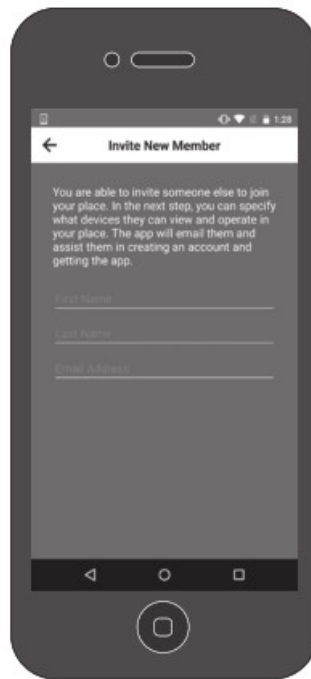 1:28
Invite New Member
You are able to invite someone else to join
your place. In the next step, you can specify
what devices they can view and operate in
your place. The app will email them and
assist them in creating an account and
getting the app.
First Name
Last Name
Email Address